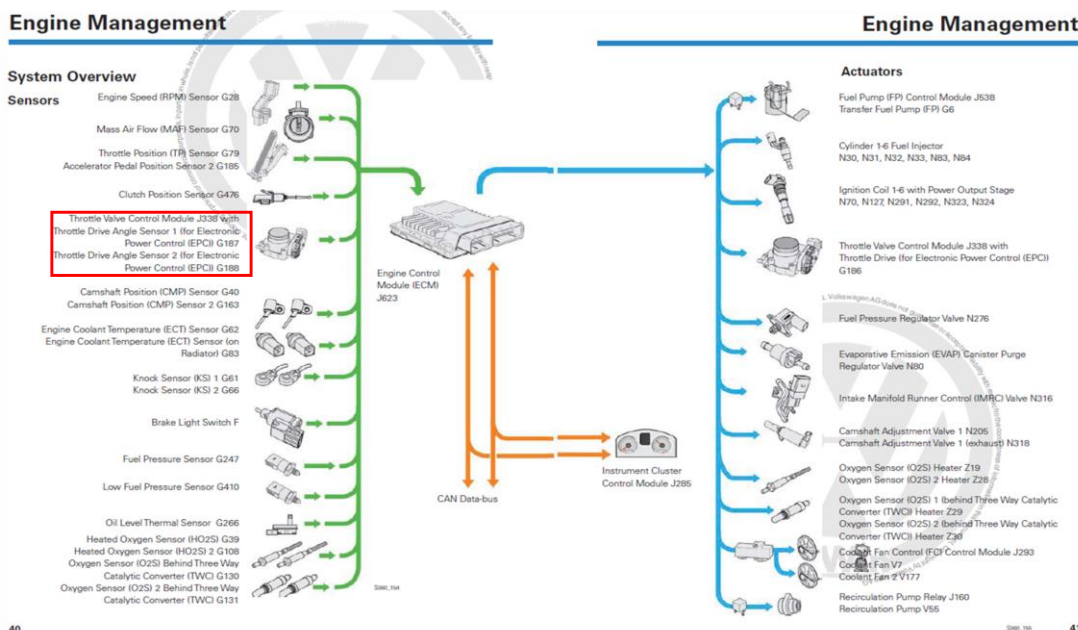 Engine Management
Engine Management
System Overview
Sensors
Engine Speed (RPM) Sensor G28
Mass Air Flow (MAF) Sensor G70
Throttle Position (TP) Sensor G79
Accelerator Pedal Position Sensor 2 G185
Clutch Position Sensor G476
Throttle Valve Control Module J338 with
Throttle Drive Angle Sensor 1 (for Electronic
Power Control (EPC)) G187
Throttle Drive Angle Sensor 2 (for Electronic
Power Control (EPC)) G188
Camshaft Position (CMP) Sensor G40
Camshaft Position (CMP) Sensor 2 G163
Engine Coolant Temperature (ECT) Sensor G62
Engine Coolant Temperature (ECT) Sensor (on
Radiator) G83
Knock Sensor (KS) 1 G61
Knock Sensor (KS) 2 G66
Brake Light Switch F
Fuel Pressure Sensor G247
Low Fuel Pressure Sensor G410
Oil Level Thermal Sensor G266
Heated Oxygen Sensor (HO2S) G39
Heated Oxygen Sensor (HO2S) 2 G108
Oxygen Sensor (O2S) Behind Three Way
Catalytic Converter (TWC) G130
Oxygen Sensor (O2S) 2 Behind Three Way
Catalytic Converter (TWC) G131
Engine Control
Module (ECM)
J623
CAN Data-bus
Instrument Cluster
Control Module J285
Actuators
Fuel Pump (FP) Control Module J538
Transfer Fuel Pump (FP) G6
Cylinder 1-6 Fuel Injector
N30, N31, N32, N33, N83, N84
Ignition Coil 1-6 with Power Output Stage
N70, N127, N291, N292, N323, N324
Throttle Valve Control Module J338 with
Throttle Drive (for Electronic Power Control (EPC))
G186
Fuel Pressure Regulator Valve N276
Evaporative Emission (EVAP) Canister Purge
Regulator Valve N80
Intake Manifold Runner Control (IMRC) Valve N316
Camshaft Adjustment Valve 1 N205
Camshaft Adjustment Valve 1 (exhaust) N318
Oxygen Sensor (O2S) Heater Z19
Oxygen Sensor (O2S) 2 Heater Z28
Oxygen Sensor (O2S) 1 (behind Three Way Catalytic
Converter (TWC)) Heater Z29
Oxygen Sensor (O2S) 2 (behind Three Way Catalytic
Converter (TWC)) Heater Z30
Coolant Fan Control (FC) Control Module J293
Coolant Fan V7
Coolant Fan 2 V177
Recirculation Pump Relay J160
Recirculation Pump V55
40